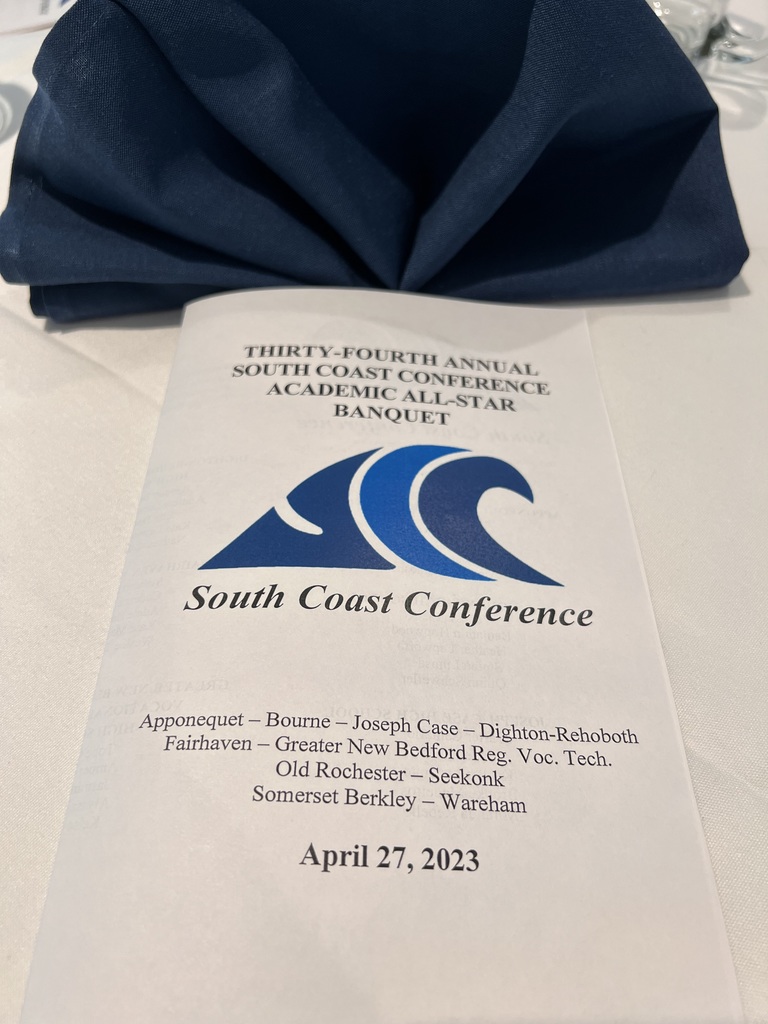 THIRTY-FOURTH ANNUAL
SOUTH COAST CONFERENCE
ACADEMIC ALL-STAR
BANQUET
South Coast Conference
Apponequet – Bourne – Joseph Case – Dighton-Rehoboth
Fairhaven – Greater New Bedford Reg. Voc. Tech.
Old Rochester – Seekonk
Somerset Berkley – Wareham
April 27, 2023